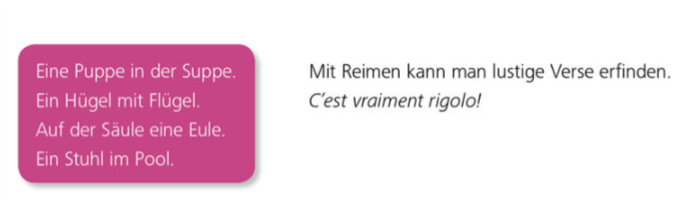 Eine Puppe in der Suppe.
Ein Hügel mit Flügel.
Auf der Säule eine Eule.
Ein Stuhl im Pool.
Mit Reimen kann man lustige Verse erfinden.
C’est vraiment rigolo!